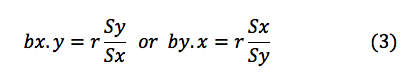 bx.y = r Sy/Sx or by.x = r Sx/Sy (3)